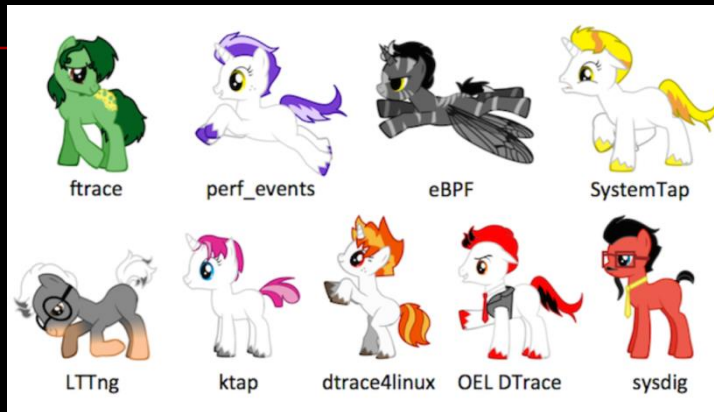 ftrace
perf_events
eBPF
SystemTap
LTTng
ktap
dtrace4linux
OEL DTrace
sysdig